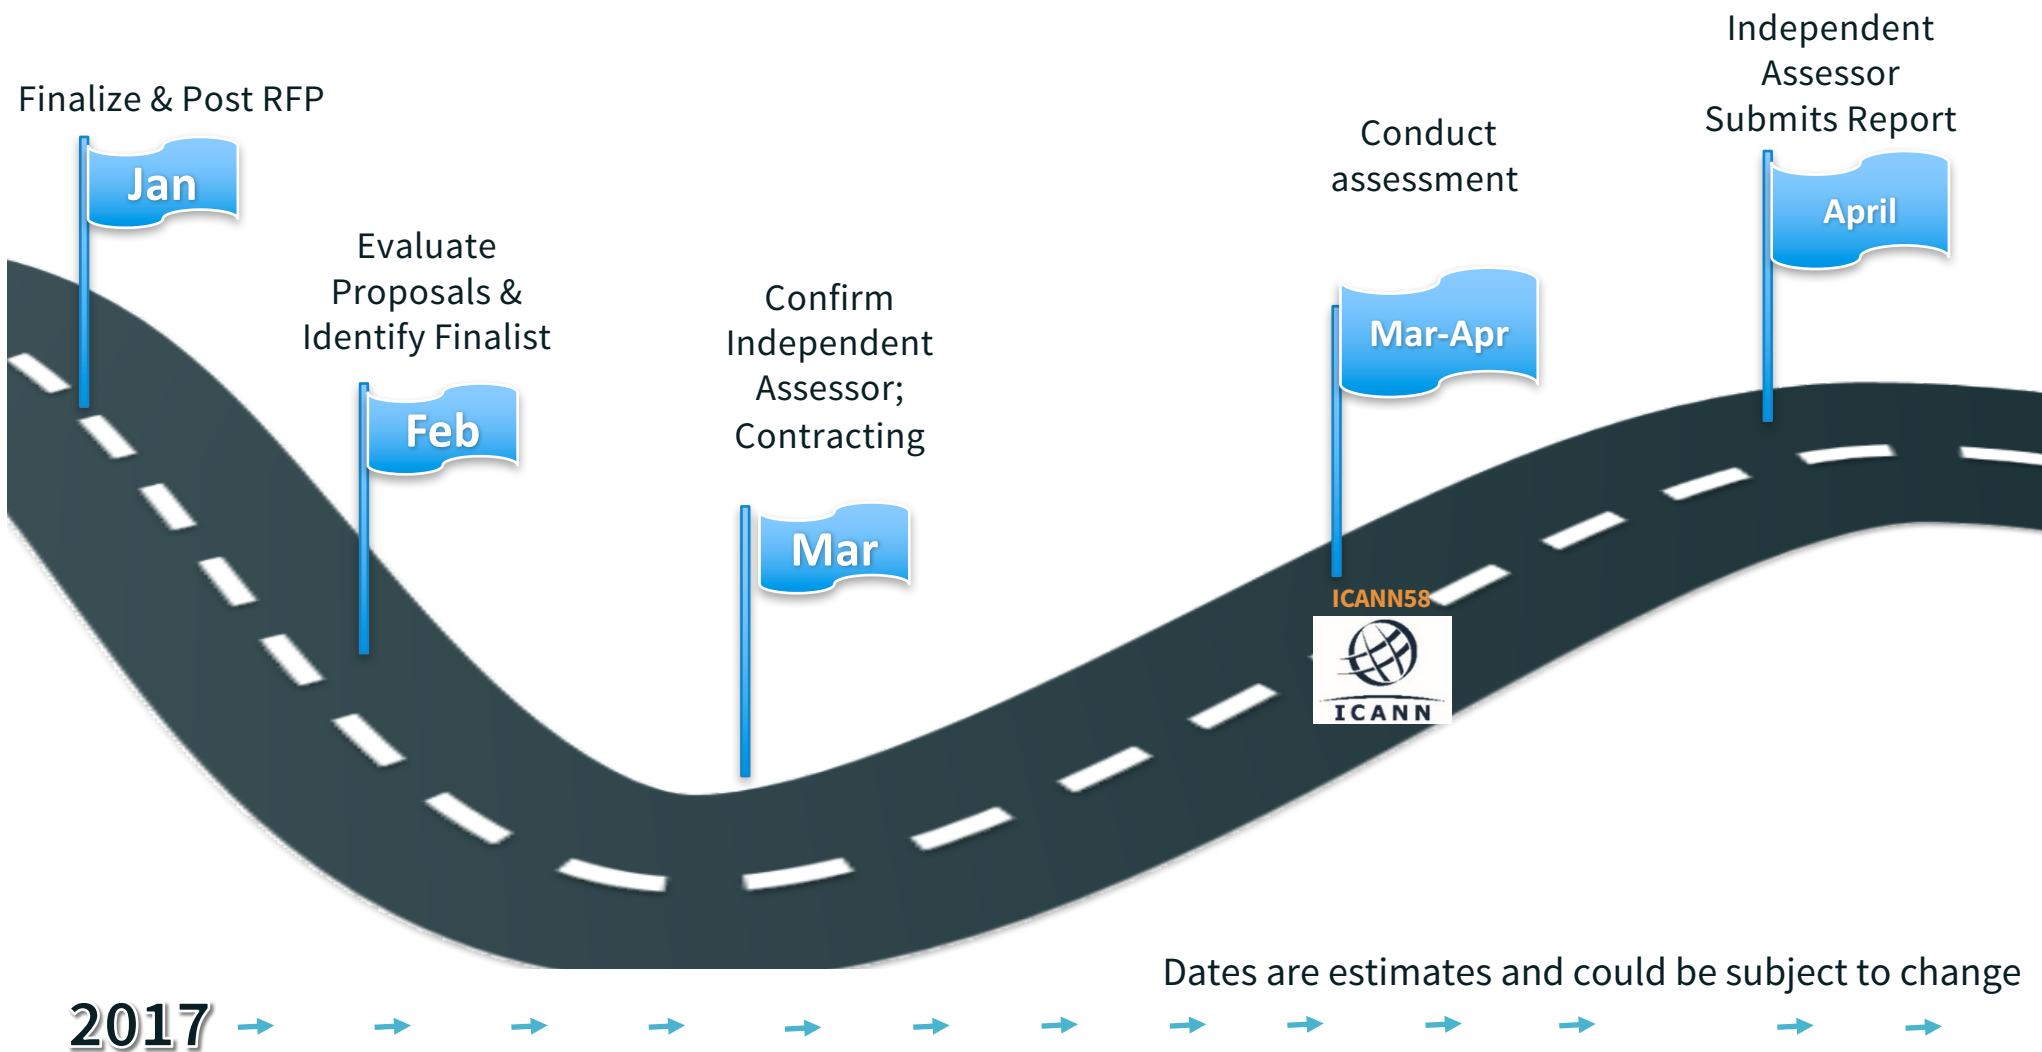 Finalize & Post RFP
Jan
Evaluate
Proposals &
Identify Finalist
Feb
Confirm
Independent
Assessor;
Contracting
Mar
Conduct
assessment
Mar-Apr
ICANN58
ICANN
Independent
Assessor
Submits Report
April
Dates are estimates and could be subject to change
2017